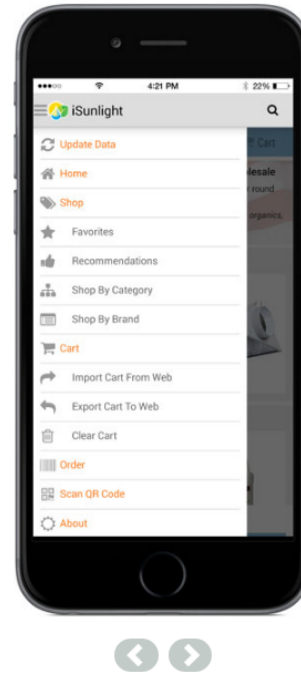 4:21 PM
22%
iSunlight
Update Data
Cart
Home
Shop
Favorites
Recommendations
Shop By Category
Shop By Brand
Cart
Import Cart From Web
Export Cart To Web
Clear Cart
Order
Scan QR Code
About
round
organics,